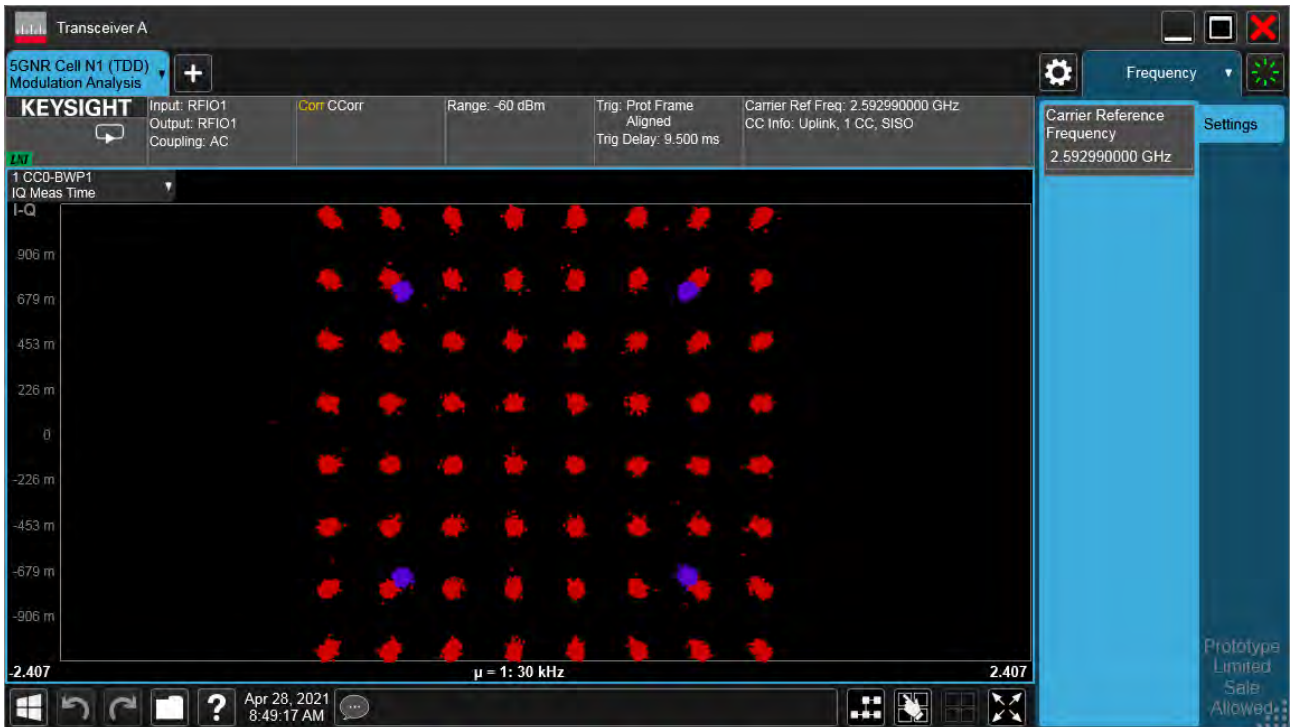 Transceiver A
5GNR Cell N1 (TDD)
Modulation Analysis
+
Frequency
KEYSIGHT
LXI
Input: RFIO1
Output: RFIO1
Coupling: AC
Corr CCorr
Range: -60 dBm
Trig: Prot Frame
Aligned
Trig Delay: 9.500 ms
Carrier Ref Freq: 2.592990000 GHz
CC Info: Uplink, 1 CC, SISO
Carrier Reference
Frequency
2.592990000 GHz
Settings
1 CC0-BWP1
IQ Meas Time
I-Q
906 m
679 m
453 m
226 m
0
-226 m
-453 m
-679 m
-906 m
-2.407
µ = 1: 30 kHz
2.407
Prototype
Limited
Sale
Allowed
?
Apr 28, 2021
8:49:17 AM